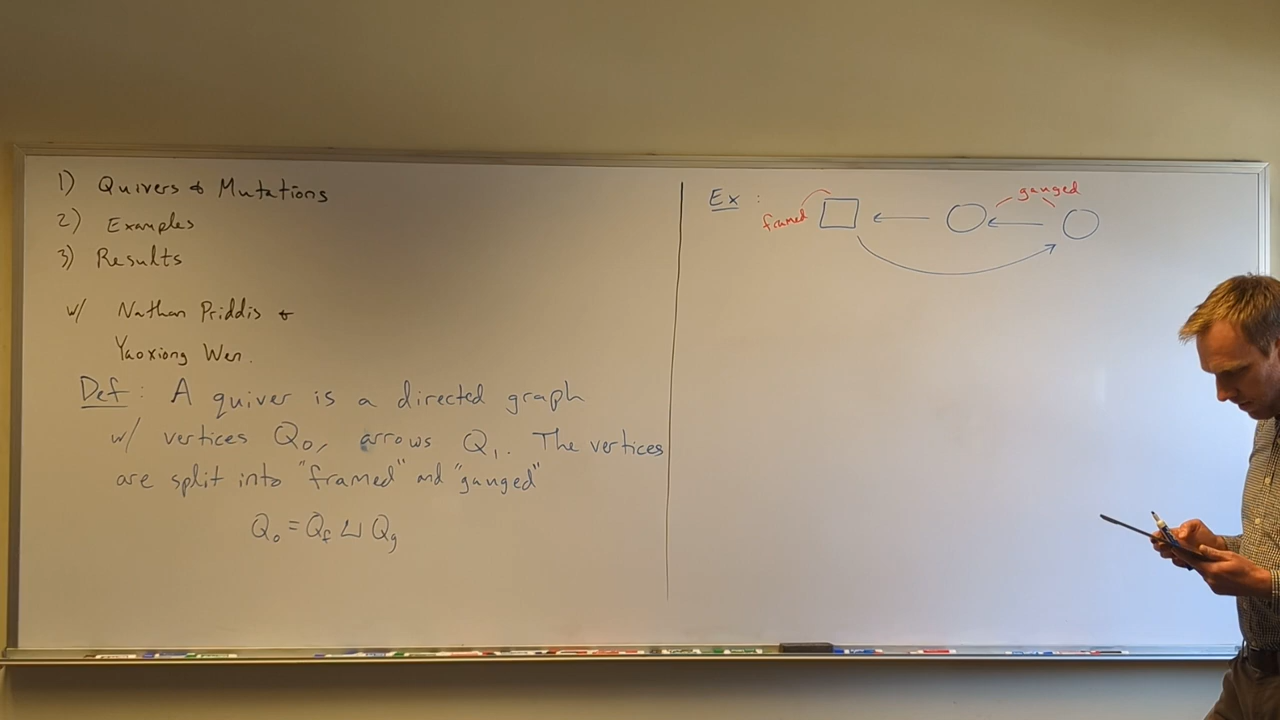 1) Quivers & Mutations
2) Examples
3) Results
w/ Nathan Priddis &
Yaoxiong Wen.
Def: A quiver is a directed graph
w/ vertices Q₀, arrows Q₁. The vertices
are split into "framed" and "gauged"
Q₀ = Q_f ⊔ Q_g
Ex:
framed
gauged